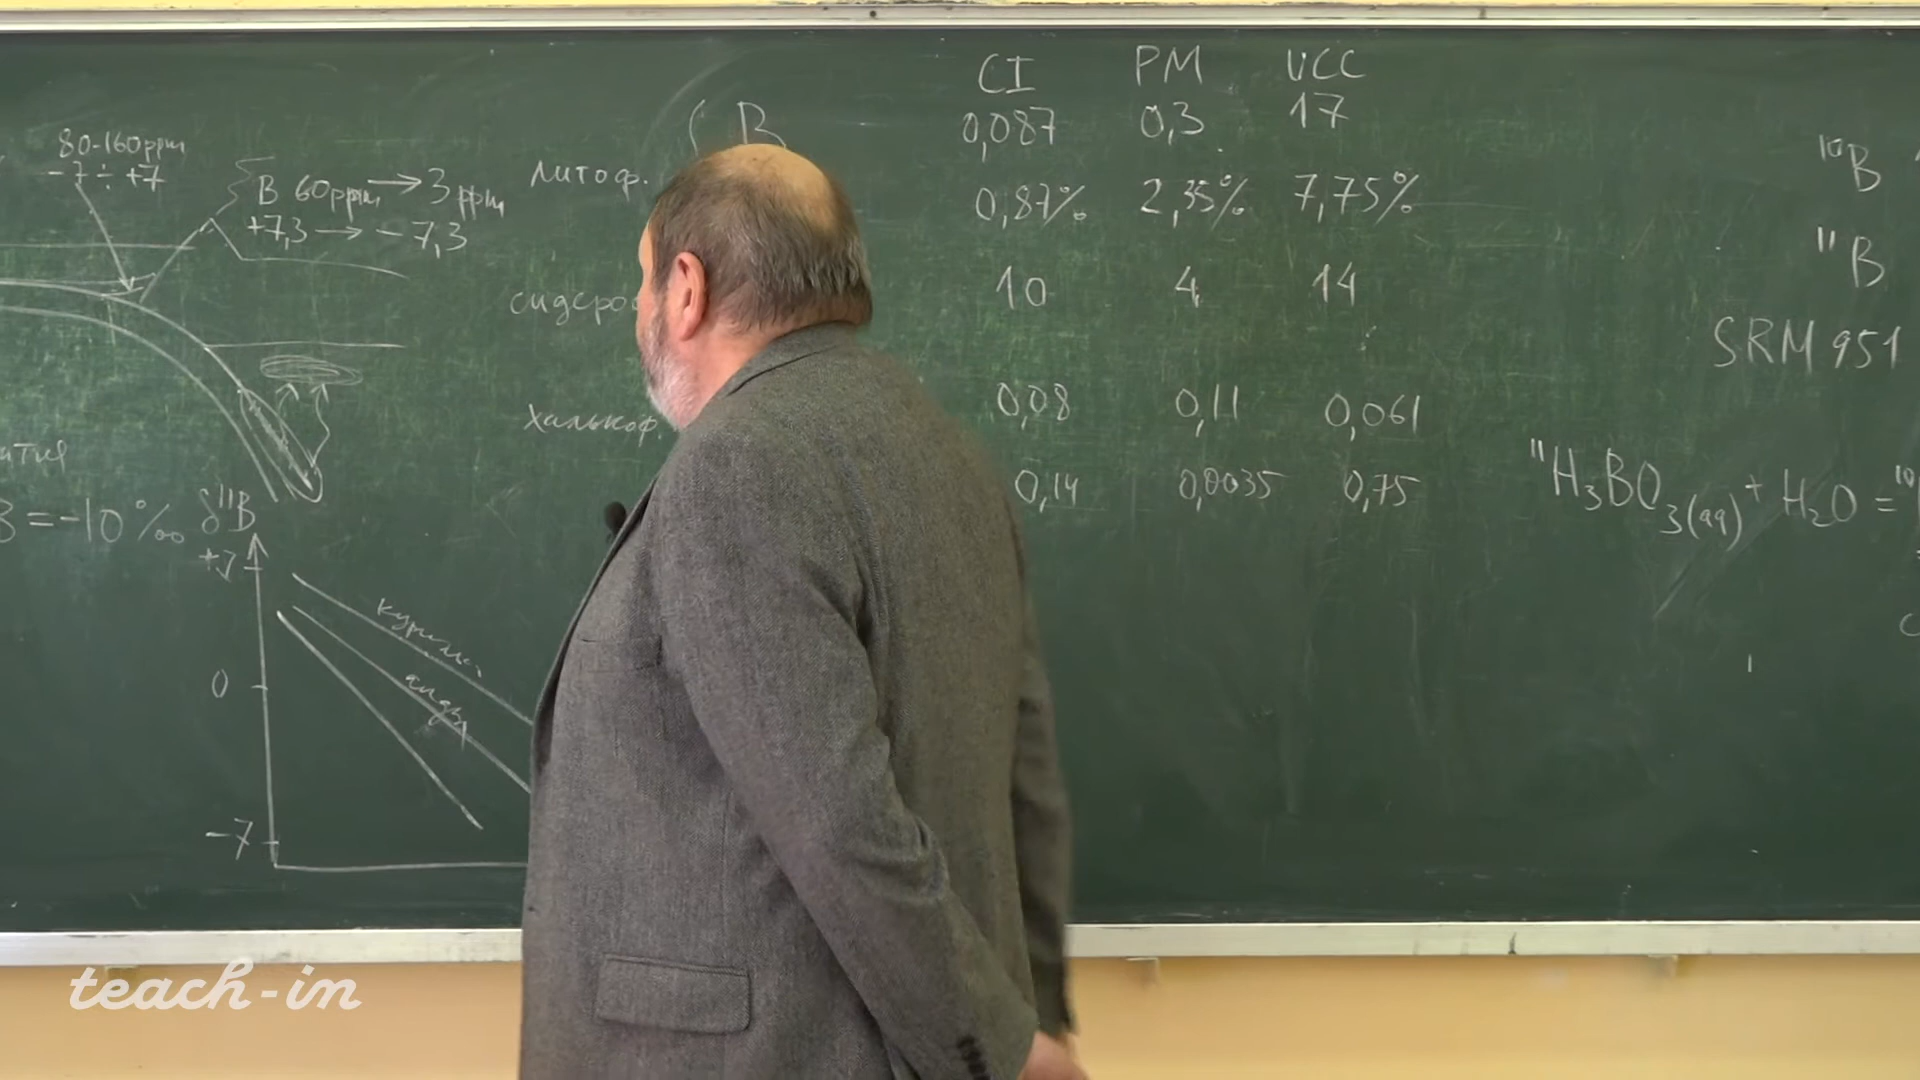 80-160ppm
-7 ÷ +7
B 60ppm → 3 ppm
+7,3 → -7,3
B = -10 ‰
δ¹¹B
0
-7
(B
CI PM UCC
литоф. 0,087 0,3 17
0,87% 2,35% 7,75%
сидероф 10 4 14
халькоф. 0,08 0,11 0,061
0,14 0,0035 0,75
¹⁰B
¹¹B
SRM 951
¹¹H₃BO₃(aq) + H₂O = ¹⁰
teach-in